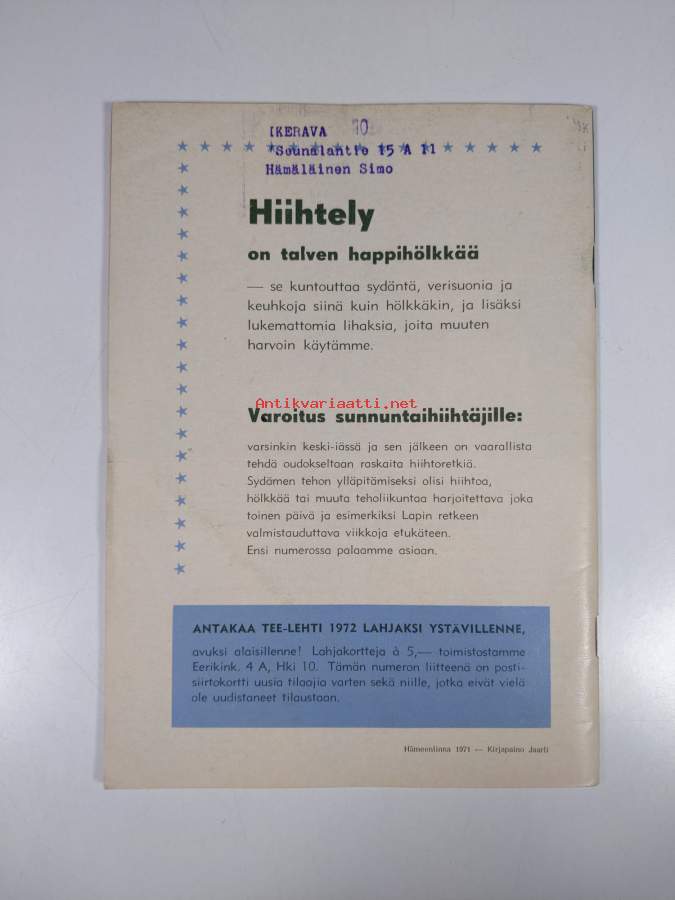 IKERAVA 70
Seunalantie 15 A 11
Hämäläinen Simo
Hiihtely
on talven happihölkkää
— se kuntouttaa sydäntä, verisuonia ja
keuhkoja siinä kuin hölkkäkin, ja lisäksi
lukemattomia lihaksia, joita muuten
harvoin käytämme.
Antikvariaatti.net
Varoitus sunnuntaihiihtäjille:
varsinkin keski-iässä ja sen jälkeen on vaarallista
tehdä oudokseltaan raskaita hiihtoretkiä.
Sydämen tehon ylläpitämiseksi olisi hiihtoa,
hölkkää tai muuta teholiikuntaa harjoitettava joka
toinen päivä ja esimerkiksi Lapin retkeen
valmistauduttava viikkoja etukäteen.
Ensi numerossa palaamme asiaan.
ANTAKAA TEE-LEHTI 1972 LAHJAKSI YSTÄVILLENNE,
avuksi alaisillenne! Lahjakortteja à 5,— toimistostamme
Eerikink. 4 A, Hki 10. Tämän numeron liitteenä on posti-
siirtokortti uusia tilaajia varten sekä niille, jotka eivät vielä
ole uudistaneet tilaustaan.
Hämeenlinna 1971 — Kirjapaino Jaarli